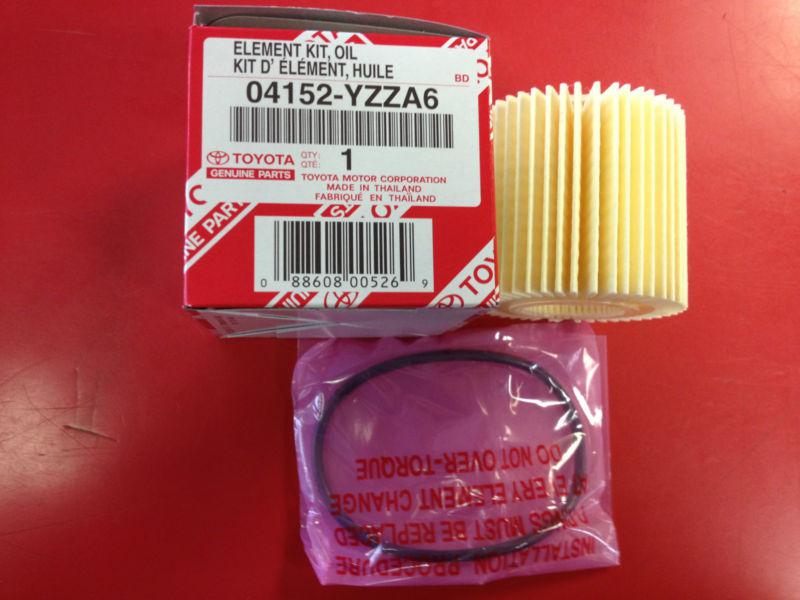 ELEMENT KIT, OIL
KIT D' ÉLÉMENT, HUILE
BD
04152-YZZA6
TOYOTA
GENUINE PARTS
QTY:
QTÉ: 1
TOYOTA MOTOR CORPORATION
MADE IN THAILAND
FABRIQUÉ EN THAÏLAND
0 88608 00526 9
TOYOTA
INSTALLATION PROCEDURE
MUST BE REPLACED
EVERY ELEMENT CHANGE
DO NOT OVER-TORQUE